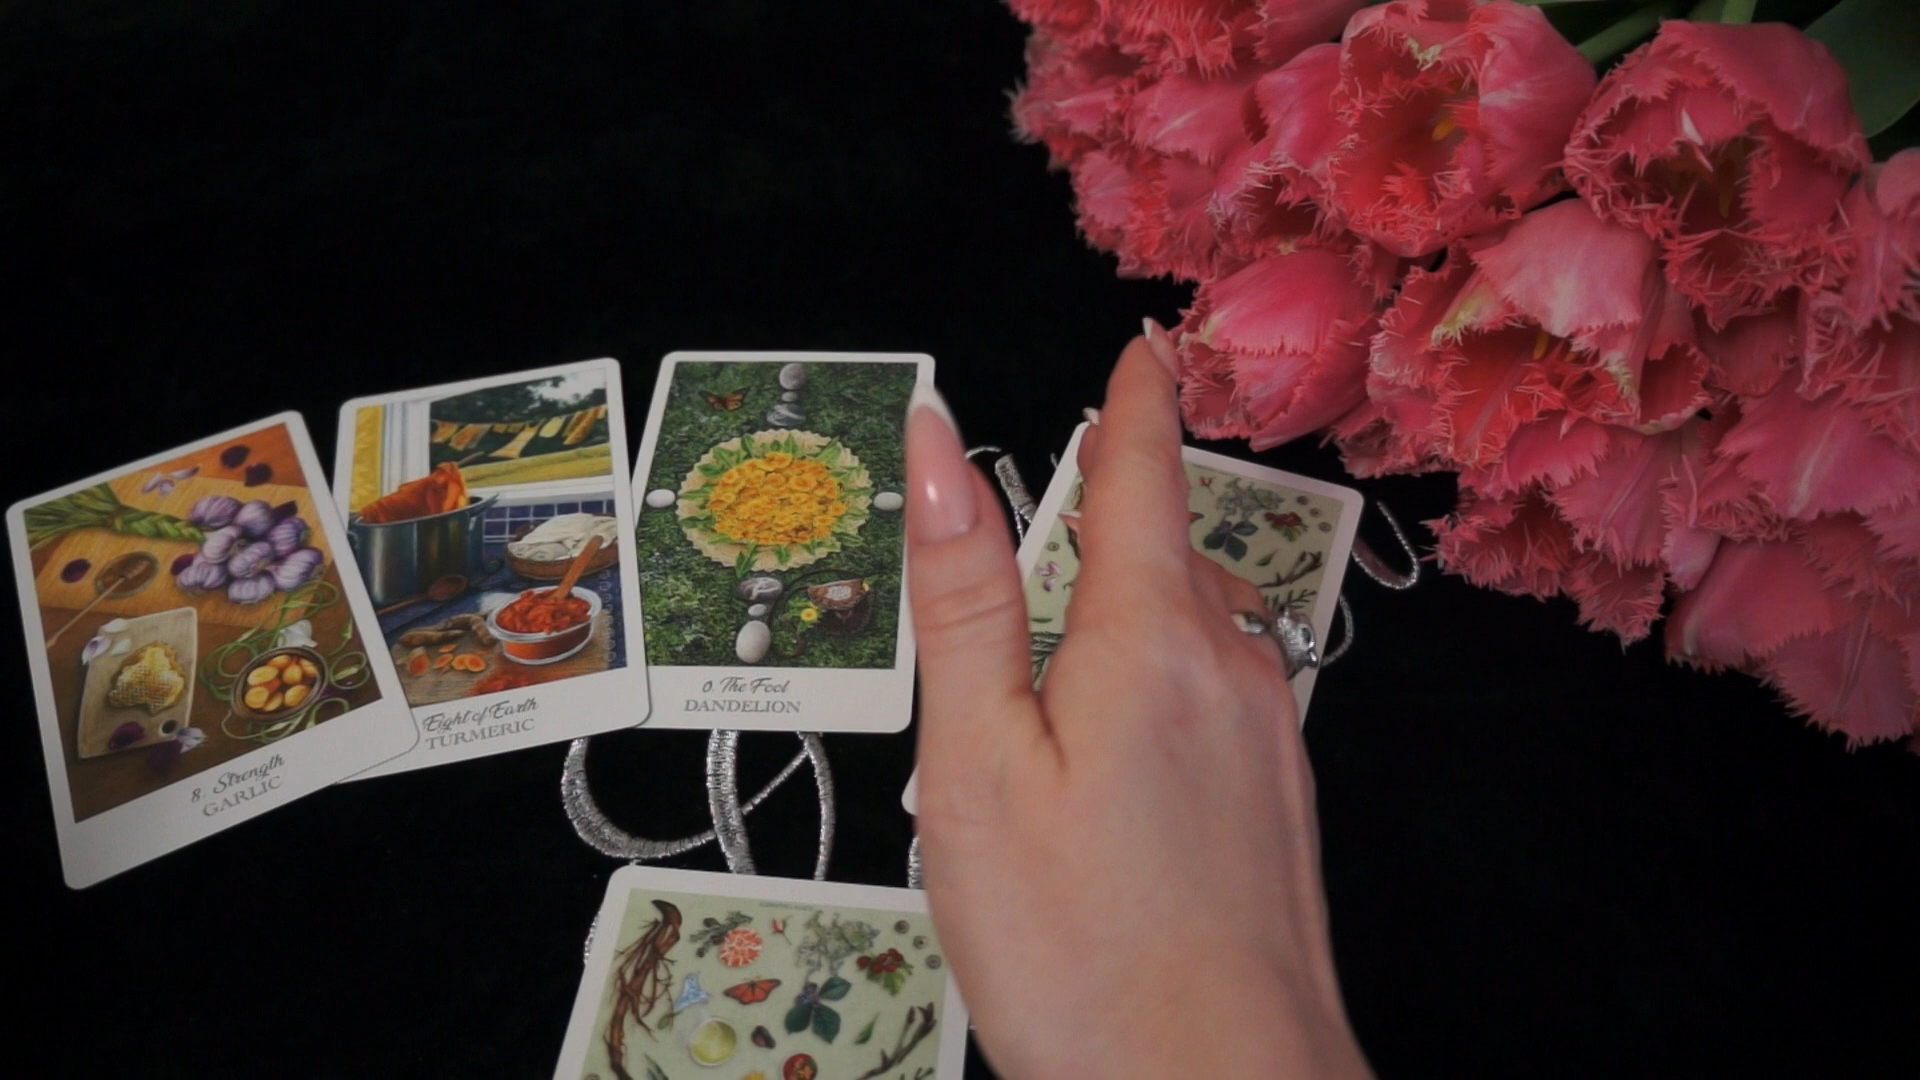 8. Strength
GARLIC
Eight of Earth
TURMERIC
0. The Fool
DANDELION